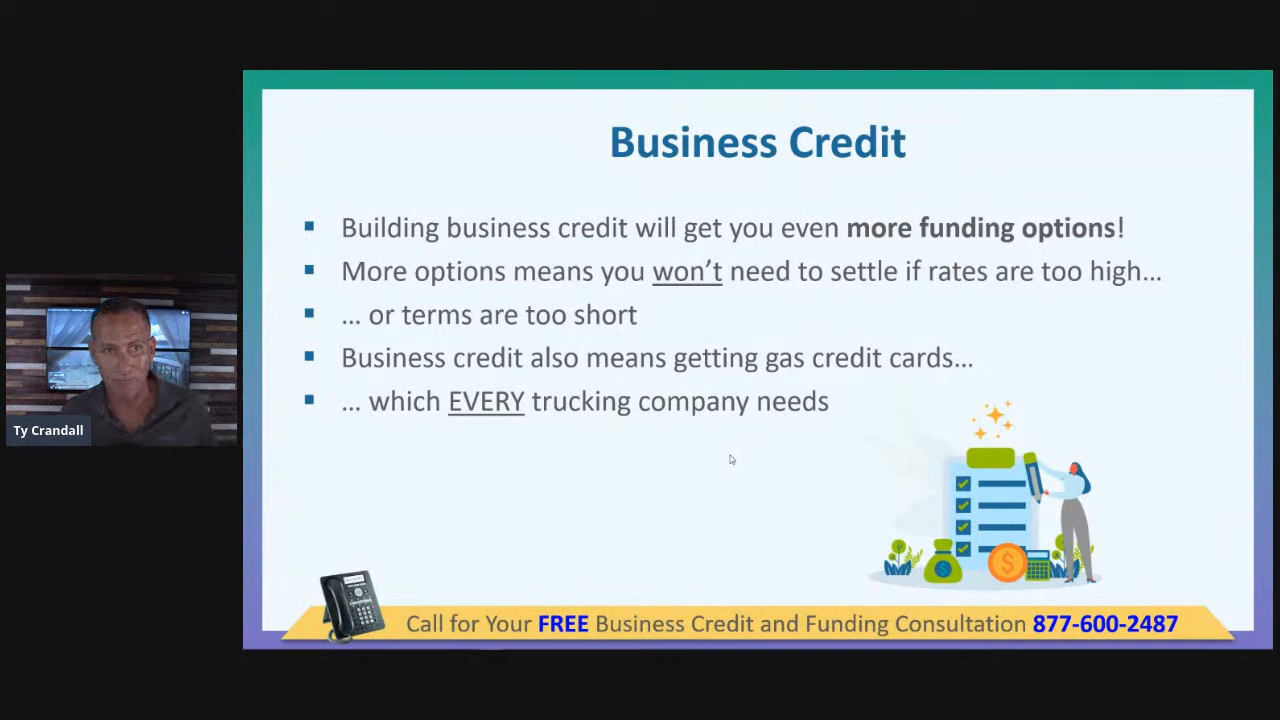 Business Credit
Building business credit will get you even more funding options!
More options means you won't need to settle if rates are too high…
… or terms are too short
Business credit also means getting gas credit cards…
… which EVERY trucking company needs
Ty Crandall
Call for Your FREE Business Credit and Funding Consultation 877-600-2487